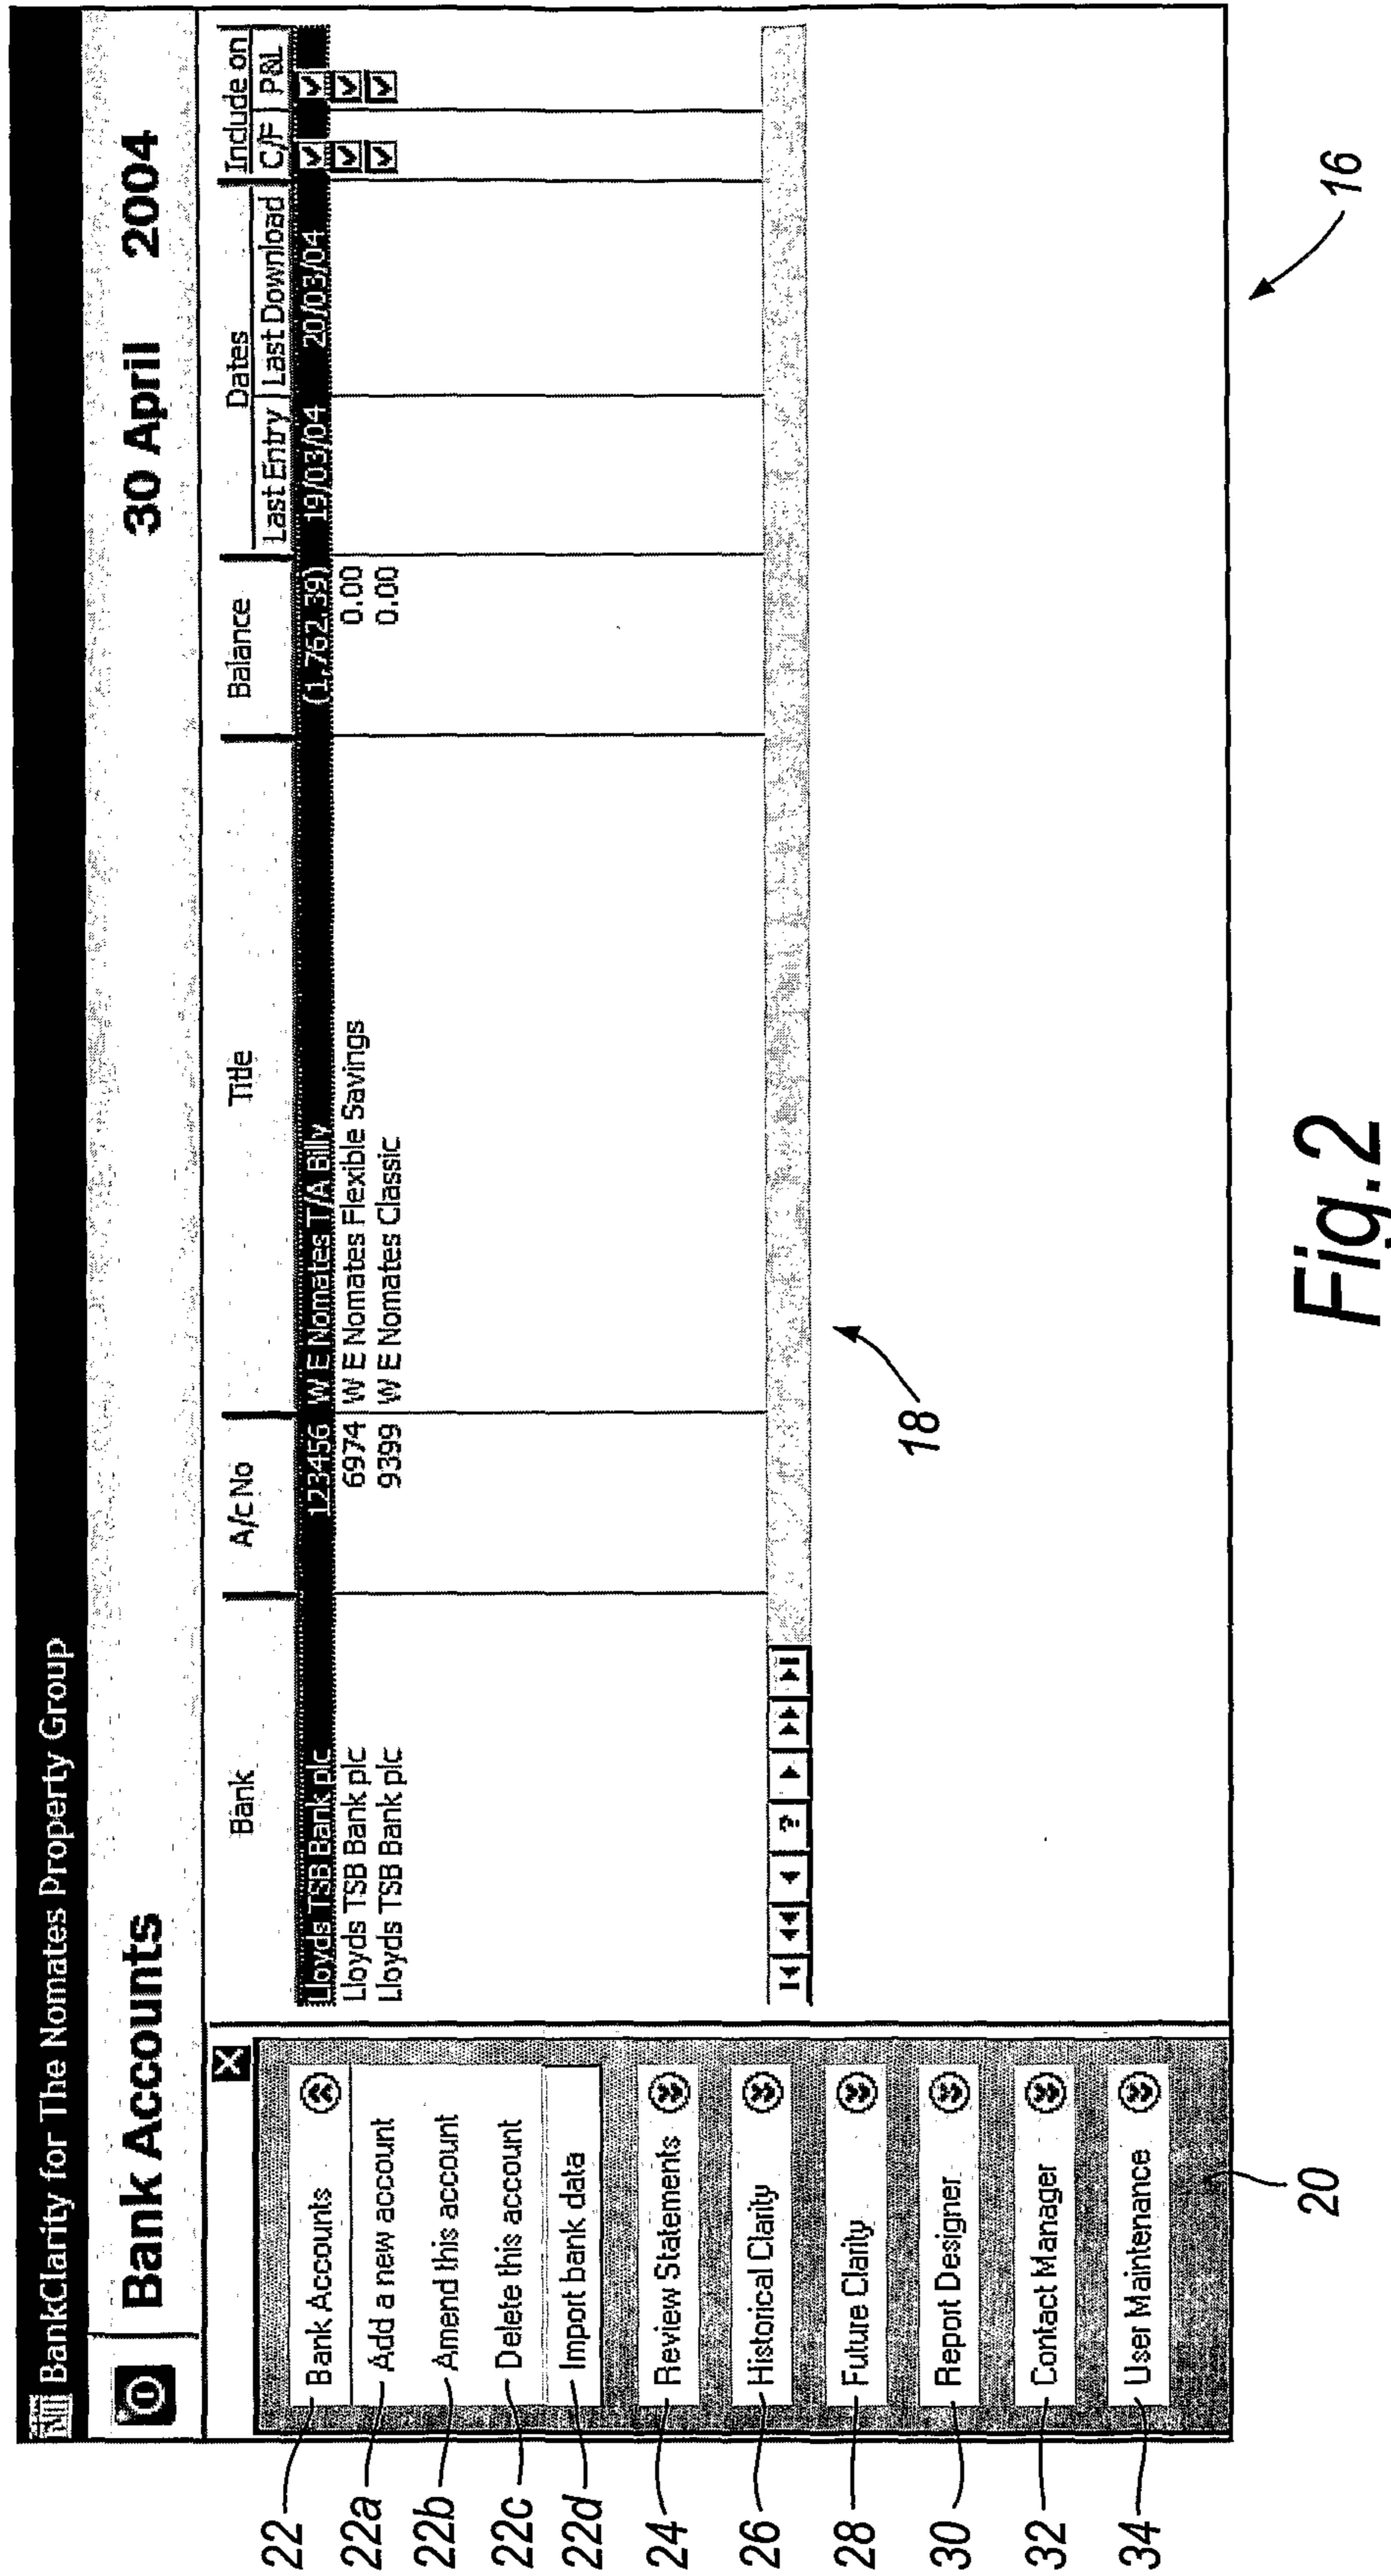 BankClarity for The Nomates Property Group
Bank Accounts 30 April 2004
Bank A/c No Title Balance Dates Include on
Last Entry Last Download C/F P&L
Lloyds TSB Bank plc 123456 W E Nomates T/A Billy (1,762.39) 19/03/04 20/03/04
Lloyds TSB Bank plc 6974 W E Nomates Flexible Savings 0.00
Lloyds TSB Bank plc 9399 W E Nomates Classic 0.00
22 Bank Accounts
22a Add a new account
22b Amend this account
22c Delete this account
22d Import bank data
24 Review Statements
26 Historical Clarity
28 Future Clarity
30 Report Designer
32 Contact Manager
34 User Maintenance
20
18
16
Fig.2